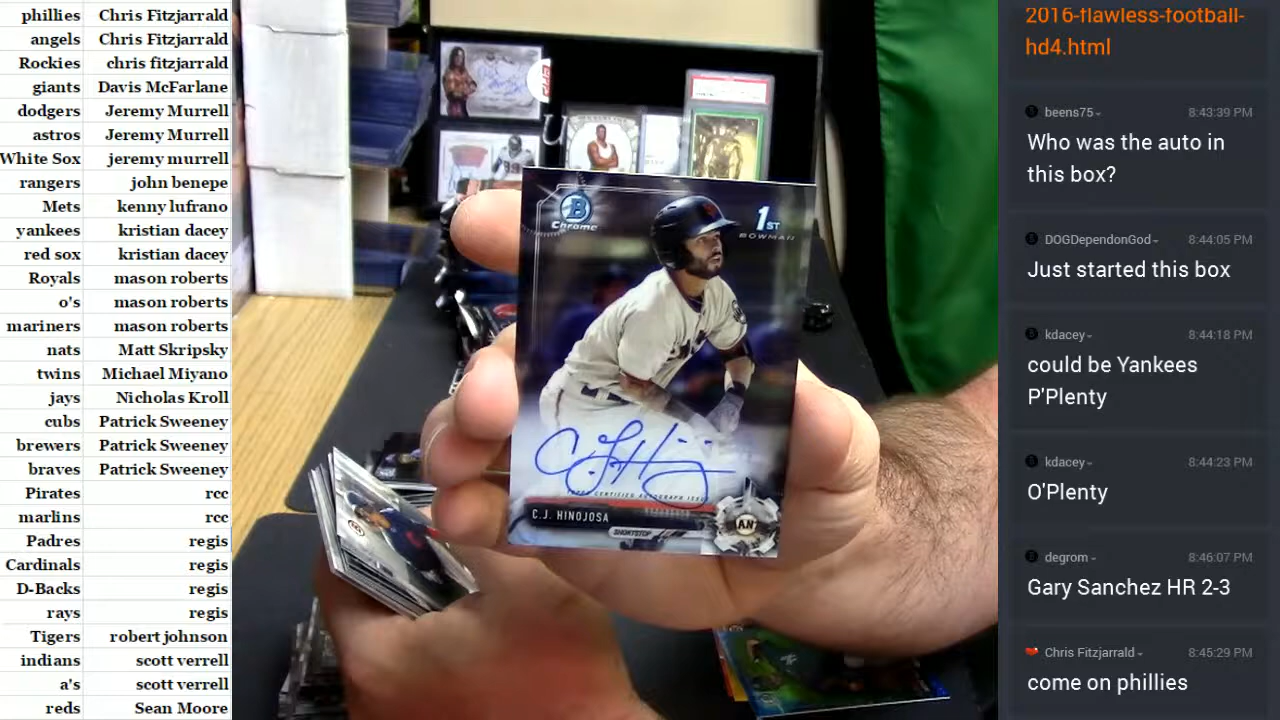 phillies Chris Fitzjarrald
angels Chris Fitzjarrald
Rockies chris fitzjarrald
giants Davis McFarlane
dodgers Jeremy Murrell
astros Jeremy Murrell
White Sox jeremy murrell
rangers john benepe
Mets kenny lufrano
yankees kristian dacey
red sox kristian dacey
Royals mason roberts
o's mason roberts
mariners mason roberts
nats Matt Skripsky
twins Michael Miyano
jays Nicholas Kroll
cubs Patrick Sweeney
brewers Patrick Sweeney
braves Patrick Sweeney
Pirates rcc
marlins rcc
Padres regis
Cardinals regis
D-Backs regis
rays regis
Tigers robert johnson
indians scott verrell
a's scott verrell
reds Sean Moore
B
Chrome
1ST
BOWMAN
TOPPS CERTIFIED AUTOGRAPH ISSUE
C.J. HINOJOSA
SHORTSTOP
2016-flawless-football-
hd4.html
beens75 8:43:39 PM
Who was the auto in
this box?
DOGDependonGod 8:44:05 PM
Just started this box
kdacey 8:44:18 PM
could be Yankees
P'Plenty
kdacey 8:44:23 PM
O'Plenty
degrom 8:46:07 PM
Gary Sanchez HR 2-3
Chris Fitzjarrald 8:45:29 PM
come on phillies